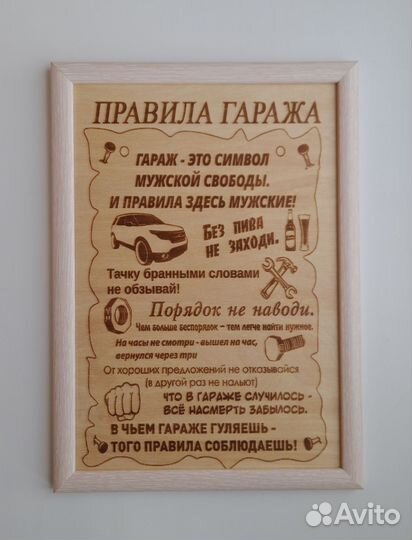 ПРАВИЛА ГАРАЖА
ГАРАЖ - ЭТО СИМВОЛ
МУЖСКОЙ СВОБОДЫ.
И ПРАВИЛА ЗДЕСЬ МУЖСКИЕ!
БЕЗ ПИВА
НЕ ЗАХОДИ.
Тачку бранными словами
не обзывай!
Порядок не наводи.
Чем больше беспорядок - тем легче найти нужное.
На часы не смотри - вышел на час,
вернулся через три
От хороших предложений не отказывайся
(в другой раз не нальют)
ЧТО В ГАРАЖЕ СЛУЧИЛОСЬ -
ВСЁ НАСМЕРТЬ ЗАБЫЛОСЬ.
В ЧЬЕМ ГАРАЖЕ ГУЛЯЕШЬ -
ТОГО ПРАВИЛА СОБЛЮДАЕШЬ!
Avito